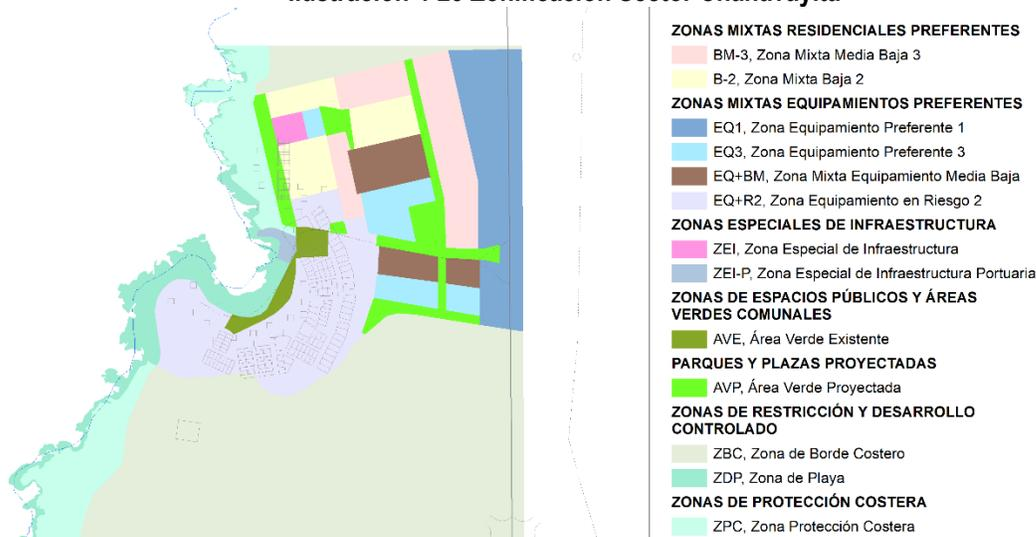 ZONAS MIXTAS RESIDENCIALES PREFERENTES
BM-3, Zona Mixta Media Baja 3
B-2, Zona Mixta Baja 2
ZONAS MIXTAS EQUIPAMIENTOS PREFERENTES
EQ1, Zona Equipamiento Preferente 1
EQ3, Zona Equipamiento Preferente 3
EQ+BM, Zona Mixta Equipamiento Media Baja
EQ+R2, Zona Equipamiento en Riesgo 2
ZONAS ESPECIALES DE INFRAESTRUCTURA
ZEI, Zona Especial de Infraestructura
ZEI-P, Zona Especial de Infraestructura Portuaria
ZONAS DE ESPACIOS PÚBLICOS Y ÁREAS
VERDES COMUNALES
AVE, Área Verde Existente
PARQUES Y PLAZAS PROYECTADAS
AVP, Área Verde Proyectada
ZONAS DE RESTRICCIÓN Y DESARROLLO
CONTROLADO
ZBC, Zona de Borde Costero
ZDP, Zona de Playa
ZONAS DE PROTECCIÓN COSTERA
ZPC, Zona Protección Costera